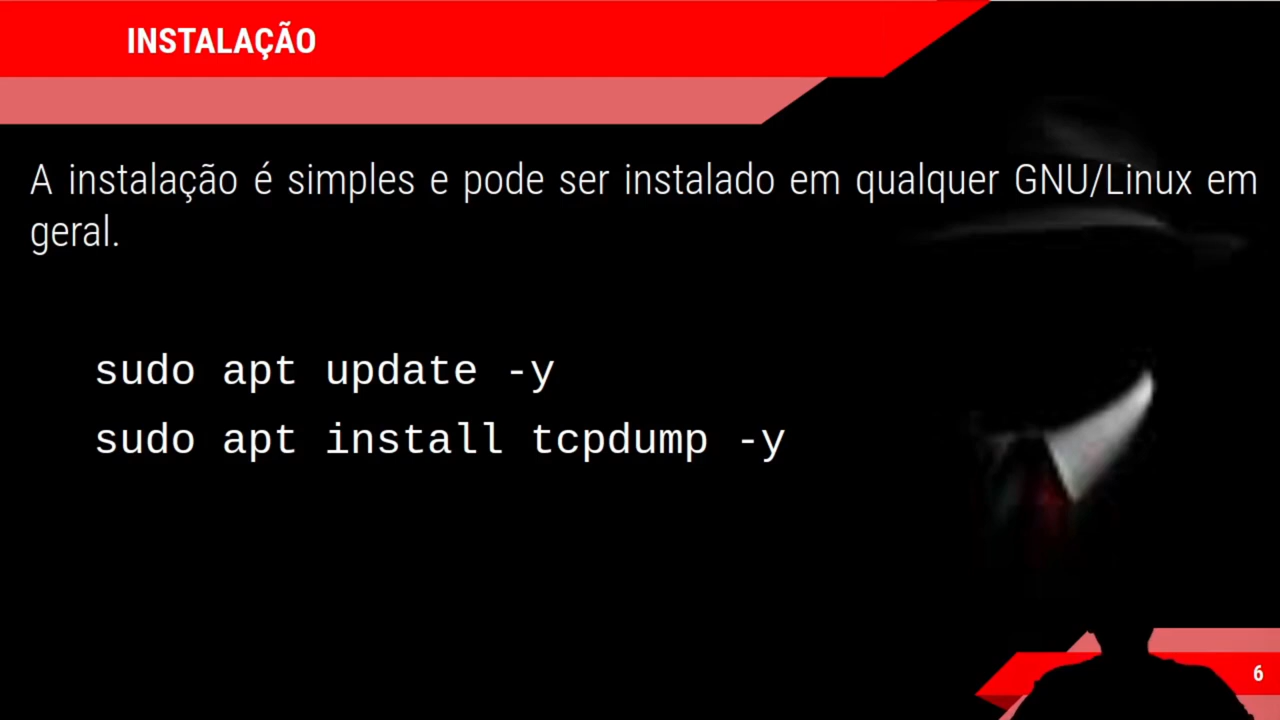 INSTALAÇÃO
A instalação é simples e pode ser instalado em qualquer GNU/Linux em
geral.
sudo apt update -y
sudo apt install tcpdump -y
6